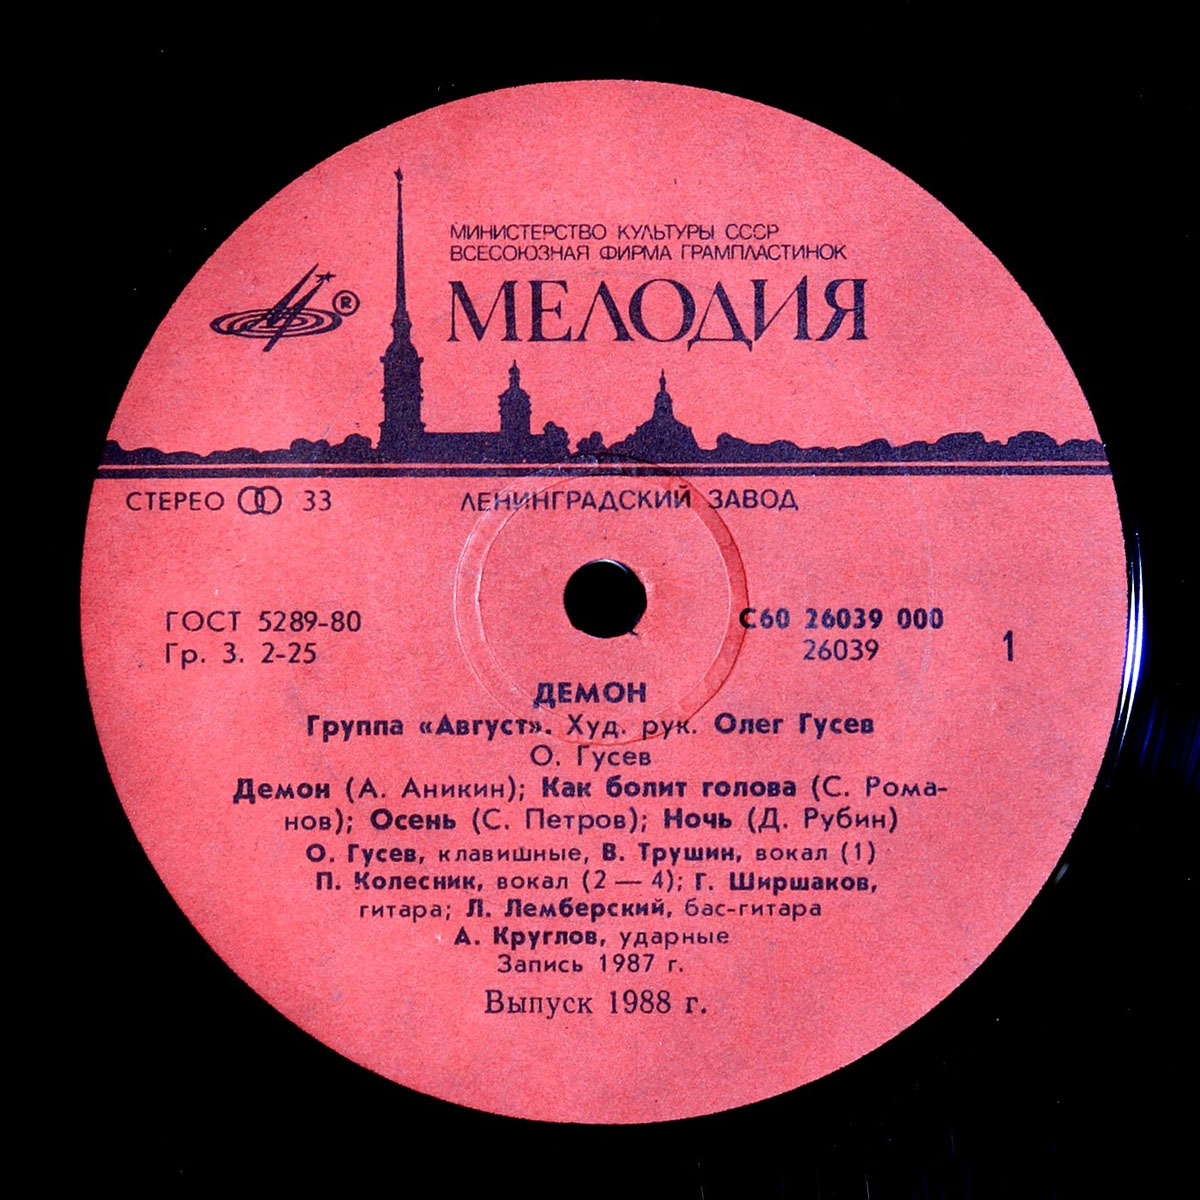 МИНИСТЕРСТВО КУЛЬТУРЫ СССР
ВСЕСОЮЗНАЯ ФИРМА ГРАМПЛАСТИНОК
®
МЕЛОДИЯ
СТЕРЕО 33 ЛЕНИНГРАДСКИЙ ЗАВОД
ГОСТ 5289-80
Гр. 3. 2-25
С60 26039 000
26039
1
ДЕМОН
Группа «Август». Худ. рук. Олег Гусев
О. Гусев
Демон (А. Аникин); Как болит голова (С. Рома-
нов); Осень (С. Петров); Ночь (Д. Рубин)
О. Гусев, клавишные, В. Трушин, вокал (1)
П. Колесник, вокал (2 — 4); Г. Ширшаков,
гитара; Л. Лемберский, бас-гитара
А. Круглов, ударные
Запись 1987 г.
Выпуск 1988 г.